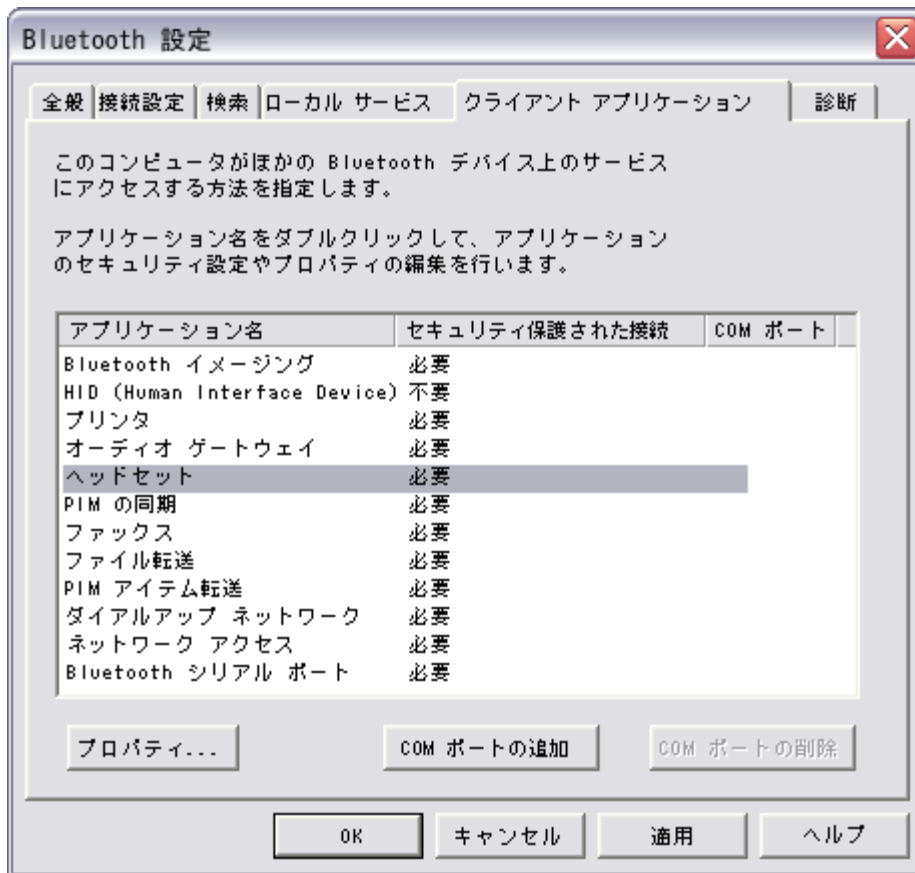 Bluetooth 設定
全般 接続設定 検索 ローカル サービス クライアント アプリケーション 診断
このコンピュータがほかの Bluetooth デバイス上のサービス
にアクセスする方法を指定します。
アプリケーション名をダブルクリックして、アプリケーション
のセキュリティ設定やプロパティの編集を行います。
アプリケーション名 セキュリティ保護された接続 COM ポート
Bluetooth イメージング 必要
HID (Human Interface Device) 不要
プリンタ 必要
オーディオ ゲートウェイ 必要
ヘッドセット 必要
PIM の同期 必要
ファックス 必要
ファイル転送 必要
PIM アイテム転送 必要
ダイアルアップ ネットワーク 必要
ネットワーク アクセス 必要
Bluetooth シリアル ポート 必要
プロパティ... COM ポートの追加 COM ポートの削除
OK キャンセル 適用 ヘルプ